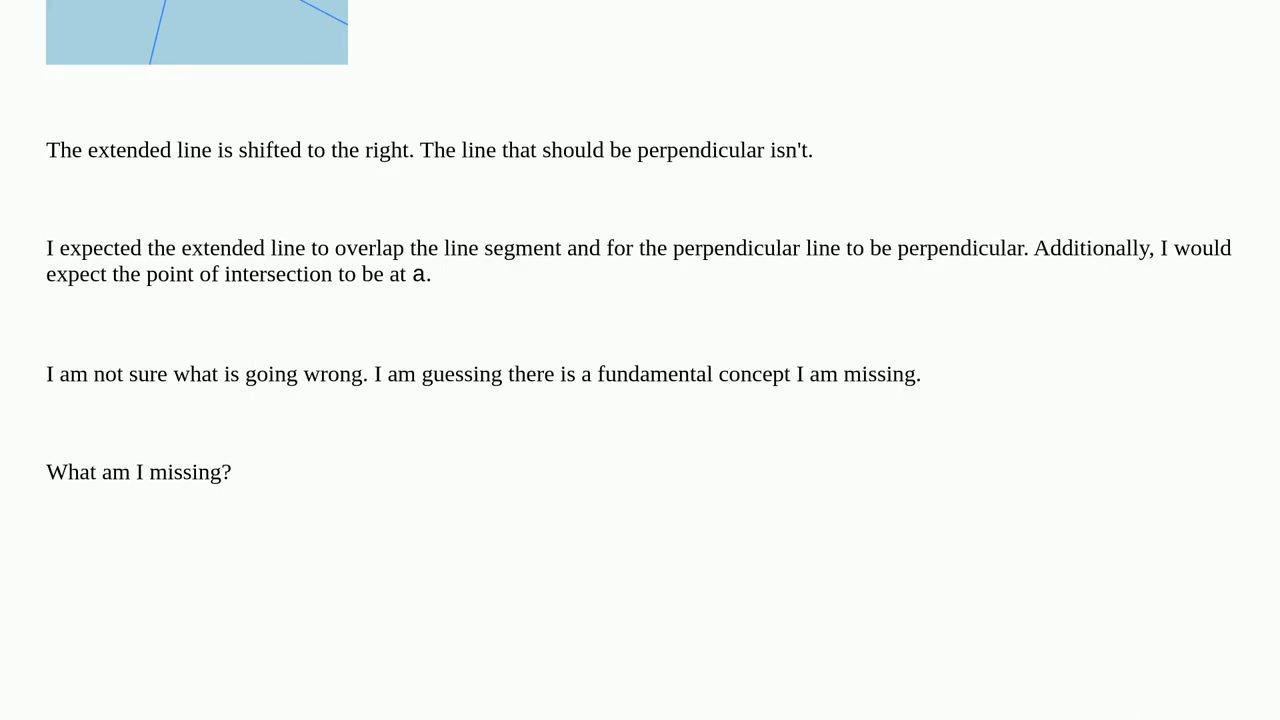 The extended line is shifted to the right. The line that should be perpendicular isn't.
I expected the extended line to overlap the line segment and for the perpendicular line to be perpendicular. Additionally, I would
expect the point of intersection to be at a.
I am not sure what is going wrong. I am guessing there is a fundamental concept I am missing.
What am I missing?